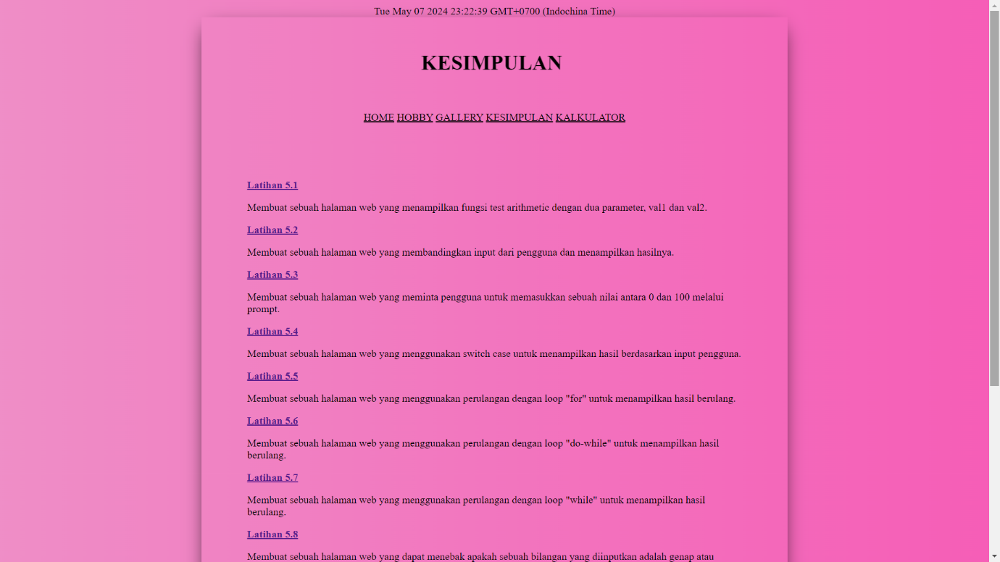 Tue May 07 2024 23:22:39 GMT+0700 (Indochina Time)
KESIMPULAN
HOME HOBBY GALLERY KESIMPULAN KALKULATOR
Latihan 5.1
Membuat sebuah halaman web yang menampilkan fungsi test arithmetic dengan dua parameter, val1 dan val2.
Latihan 5.2
Membuat sebuah halaman web yang membandingkan input dari pengguna dan menampilkan hasilnya.
Latihan 5.3
Membuat sebuah halaman web yang meminta pengguna untuk memasukkan sebuah nilai antara 0 dan 100 melalui
prompt.
Latihan 5.4
Membuat sebuah halaman web yang menggunakan switch case untuk menampilkan hasil berdasarkan input pengguna.
Latihan 5.5
Membuat sebuah halaman web yang menggunakan perulangan dengan loop "for" untuk menampilkan hasil berulang.
Latihan 5.6
Membuat sebuah halaman web yang menggunakan perulangan dengan loop "do-while" untuk menampilkan hasil
berulang.
Latihan 5.7
Membuat sebuah halaman web yang menggunakan perulangan dengan loop "while" untuk menampilkan hasil
berulang.
Latihan 5.8
Membuat sebuah halaman web yang dapat menebak apakah sebuah bilangan yang diinputkan adalah genap atau